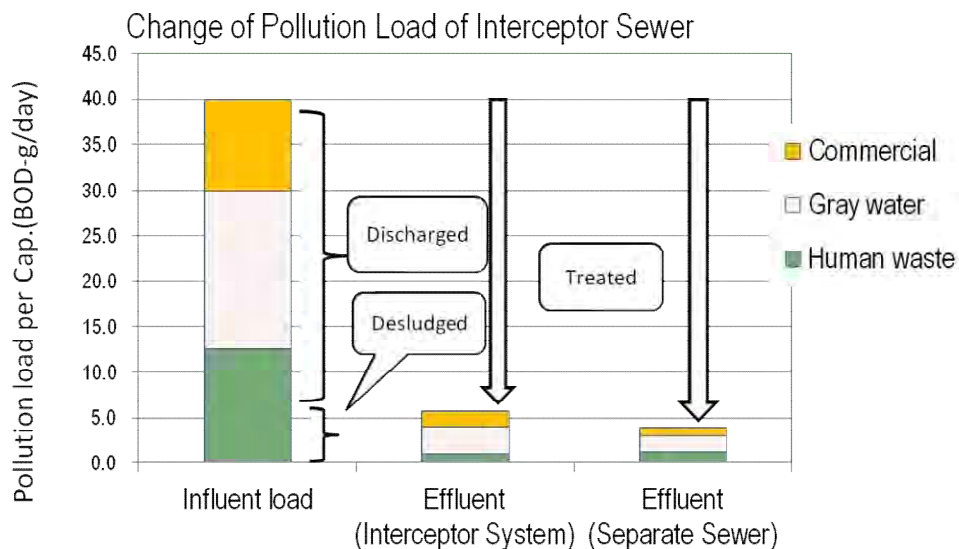 Change of Pollution Load of Interceptor Sewer
Pollution load per Cap.(BOD-g/day)
45.0
40.0
35.0
30.0
25.0
20.0
15.0
10.0
5.0
0.0
Discharged
Desludged
Treated
Commercial
Gray water
Human waste
Influent load
Effluent
(Interceptor System)
Effluent
(Separate Sewer)